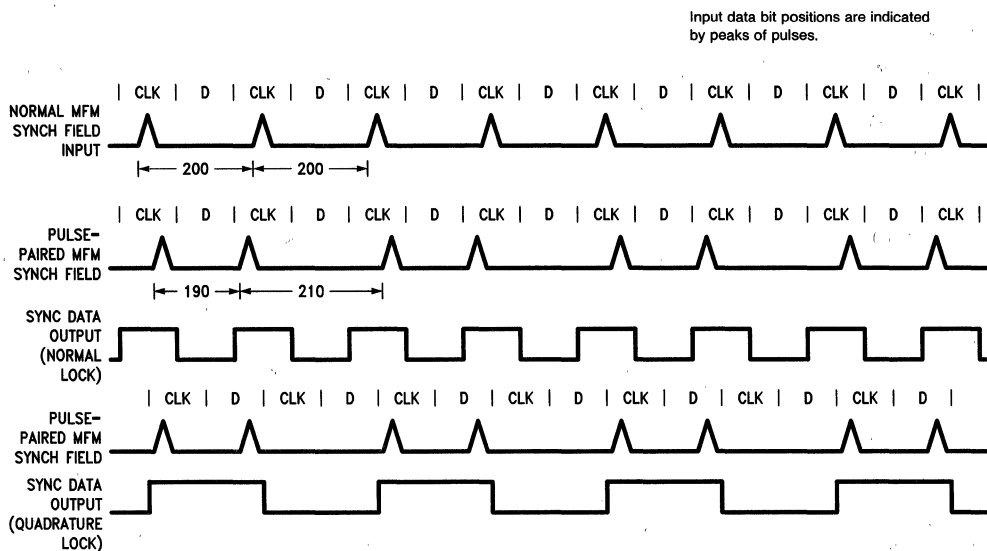 Input data bit positions are indicated
by peaks of pulses.
| CLK | D | CLK | D | CLK | D | CLK | D | CLK | D | CLK | D | CLK | D | CLK |
NORMAL MFM
SYNCH FIELD
INPUT
200 200
| CLK | D | CLK | D | CLK | D | CLK | D | CLK | D | CLK | D | CLK | D | CLK |
PULSE-
PAIRED MFM
SYNCH FIELD
190 210
SYNC DATA
OUTPUT
(NORMAL
LOCK)
| CLK | D | CLK | D | CLK | D | CLK | D | CLK | D | CLK | D | CLK | D |
PULSE-
PAIRED MFM
SYNCH FIELD
SYNC DATA
OUTPUT
(QUADRATURE
LOCK)